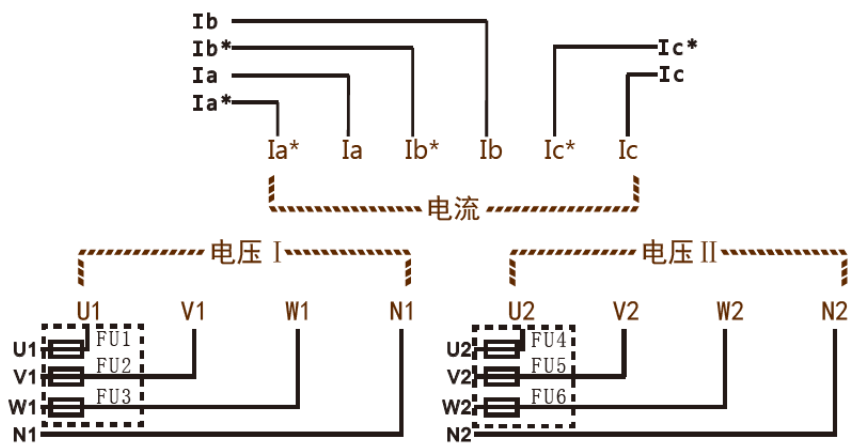 Ib
Ib*
Ic*
Ia
Ic
Ia*
Ia* Ia Ib* Ib Ic* Ic
电流
电压 I 电压 II
U1 V1 W1 N1 U2 V2 W2 N2
U1 FU1 U2 FU4
V1 FU2 V2 FU5
W1 FU3 W2 FU6
N1 N2